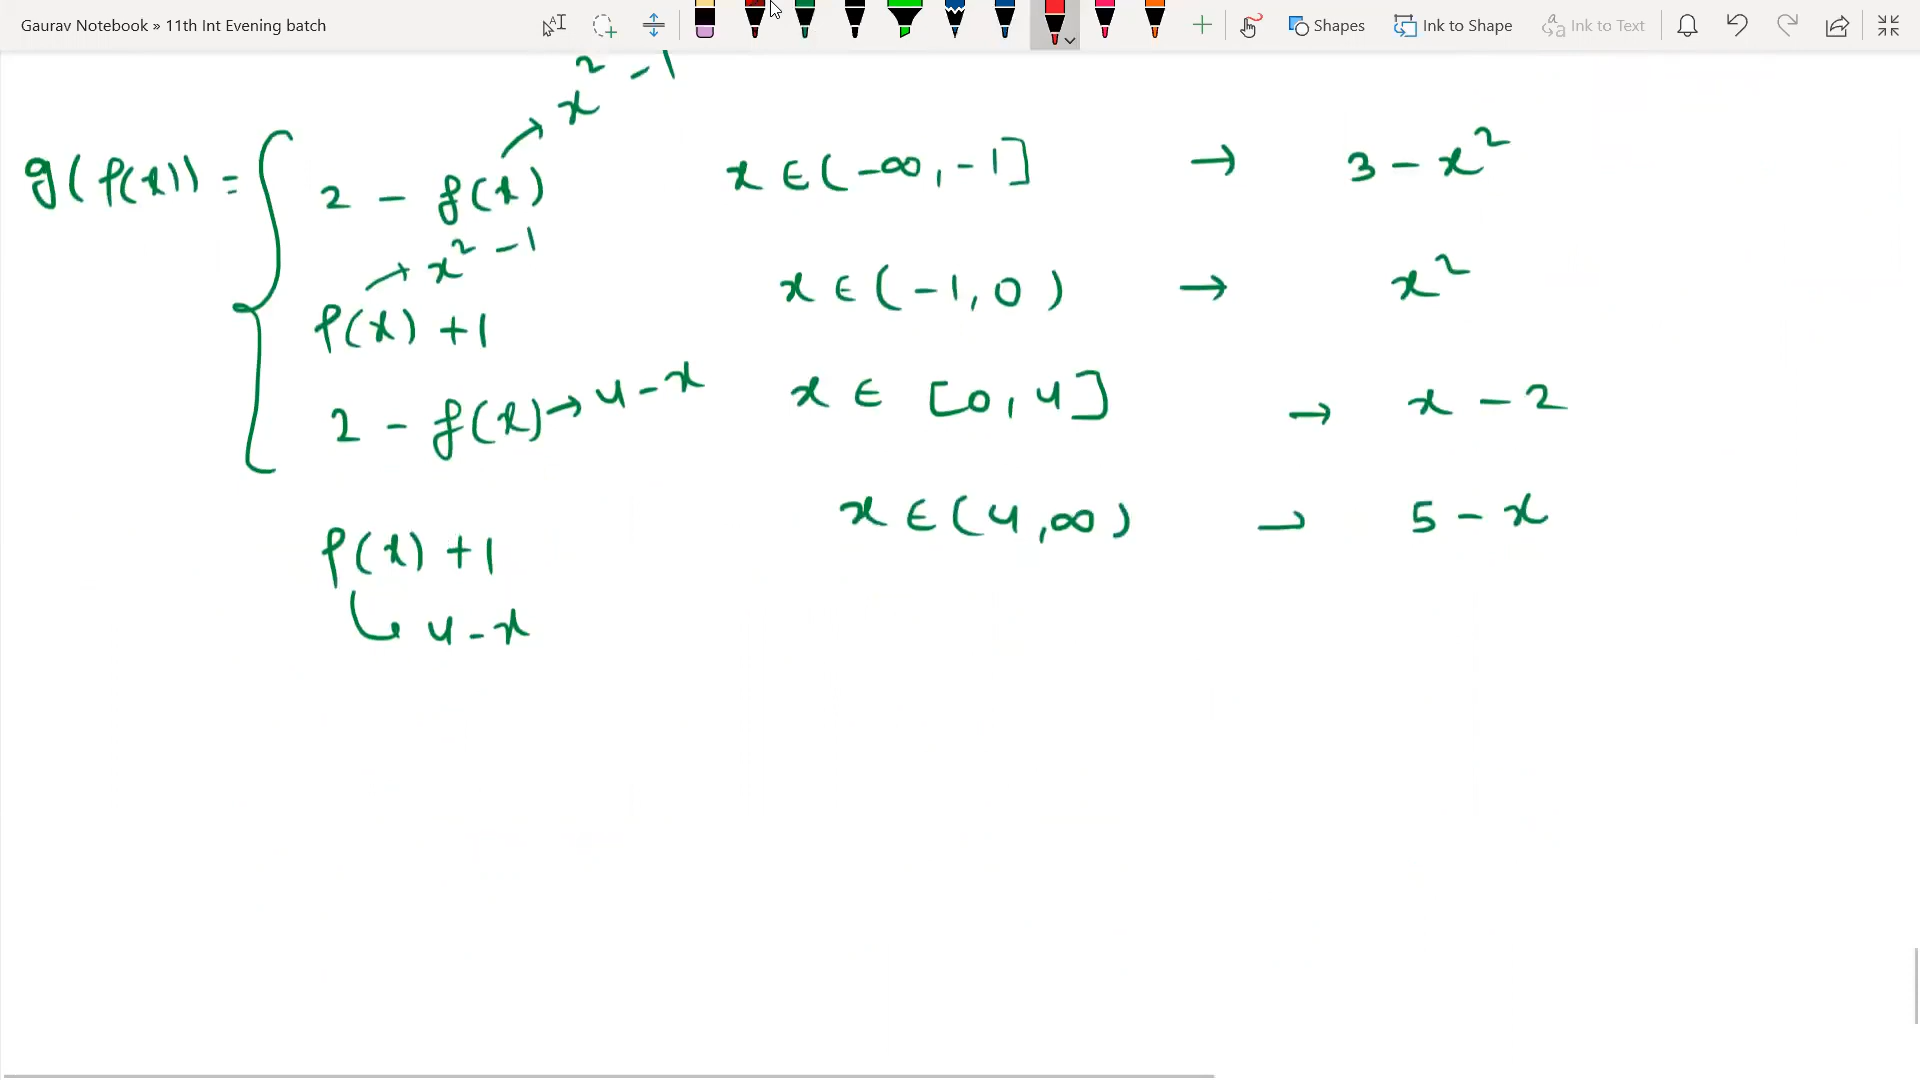 Gaurav Notebook » 11th Int Evening batch
Shapes
Ink to Shape
Ink to Text
x² - 1
g(f(x)) = { 2 - f(x) x ∈ (-∞, -1] → 3 - x²
→ x² - 1
f(x) + 1 x ∈ (-1, 0) → x²
2 - f(x) → 4 - x x ∈ [0, 4] → x - 2
f(x) + 1 x ∈ (4, ∞) → 5 - x
↳ 4 - x